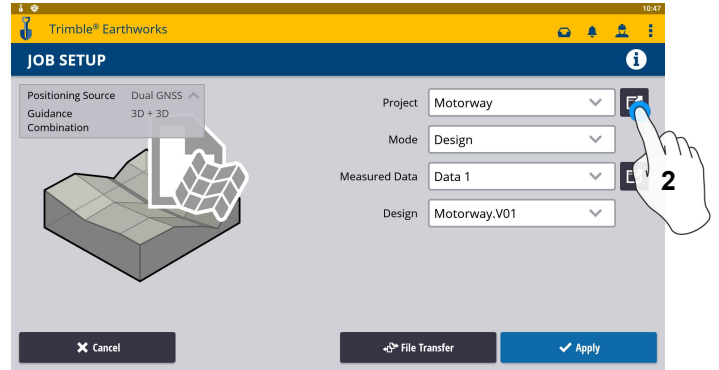 10:47
Trimble® Earthworks
JOB SETUP
Positioning Source Dual GNSS
Guidance Combination 3D + 3D
Project Motorway
Mode Design
Measured Data Data 1
Design Motorway.V01
2
Cancel
File Transfer
Apply